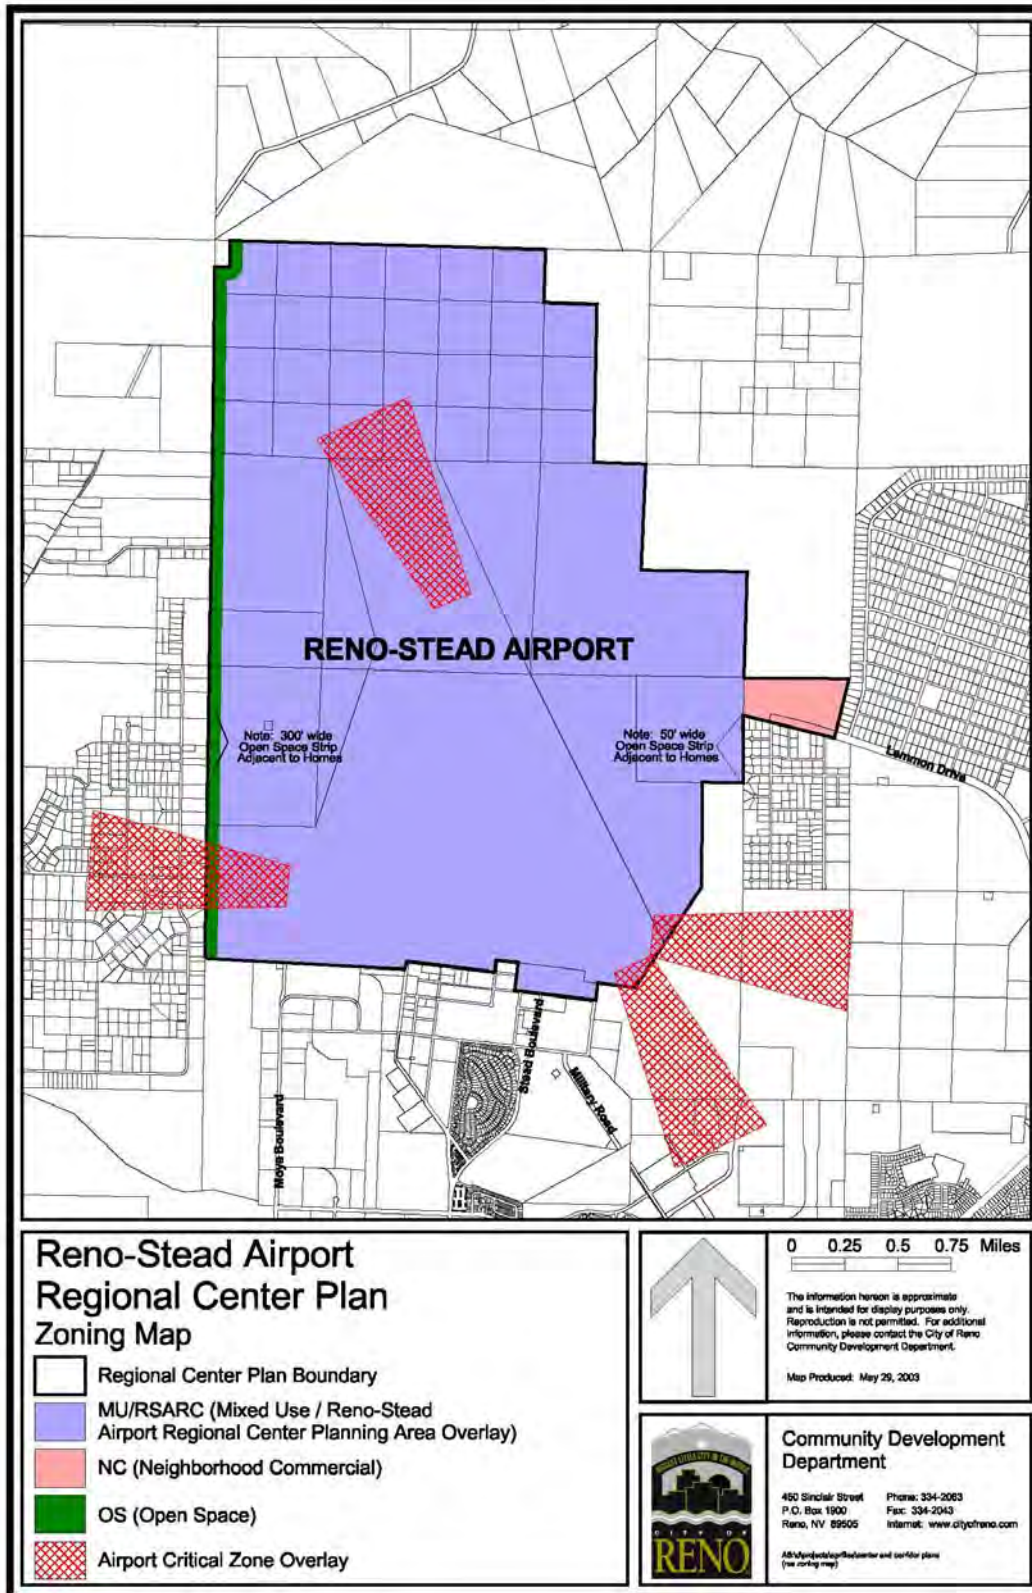 RENO-STEAD AIRPORT
Note: 300' wide
Open Space Strip
Adjacent to Homes
Note: 50' wide
Open Space Strip
Adjacent to Homes
Lemmon Drive
Stead Boulevard
Military Road
Moya Boulevard
Reno-Stead Airport
Regional Center Plan
Zoning Map
Regional Center Plan Boundary
MU/RSARC (Mixed Use / Reno-Stead
Airport Regional Center Planning Area Overlay)
NC (Neighborhood Commercial)
OS (Open Space)
Airport Critical Zone Overlay
0 0.25 0.5 0.75 Miles
The information hereon is approximate
and is intended for display purposes only.
Reproduction is not permitted. For additional
information, please contact the City of Reno
Community Development Department.
Map Produced: May 29, 2003
CITY OF
RENO
Community Development
Department
450 Sinclair Street Phone: 334-2063
P.O. Box 1900 Fax: 334-2043
Reno, NV 89505 Internet: www.cityofreno.com